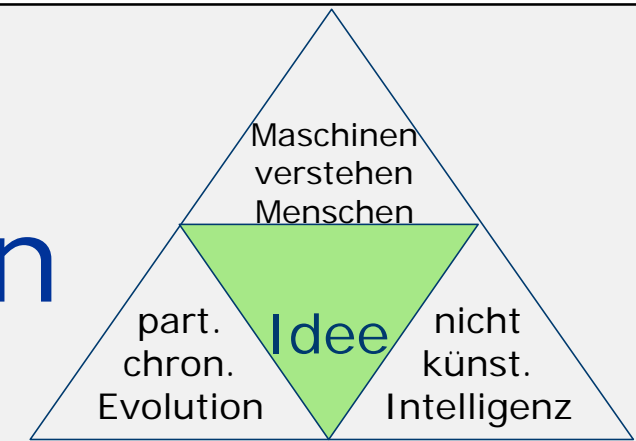 Maschinen
verstehen
Menschen
n
part.
chron.
Evolution
Idee
nicht
künst.
Intelligenz